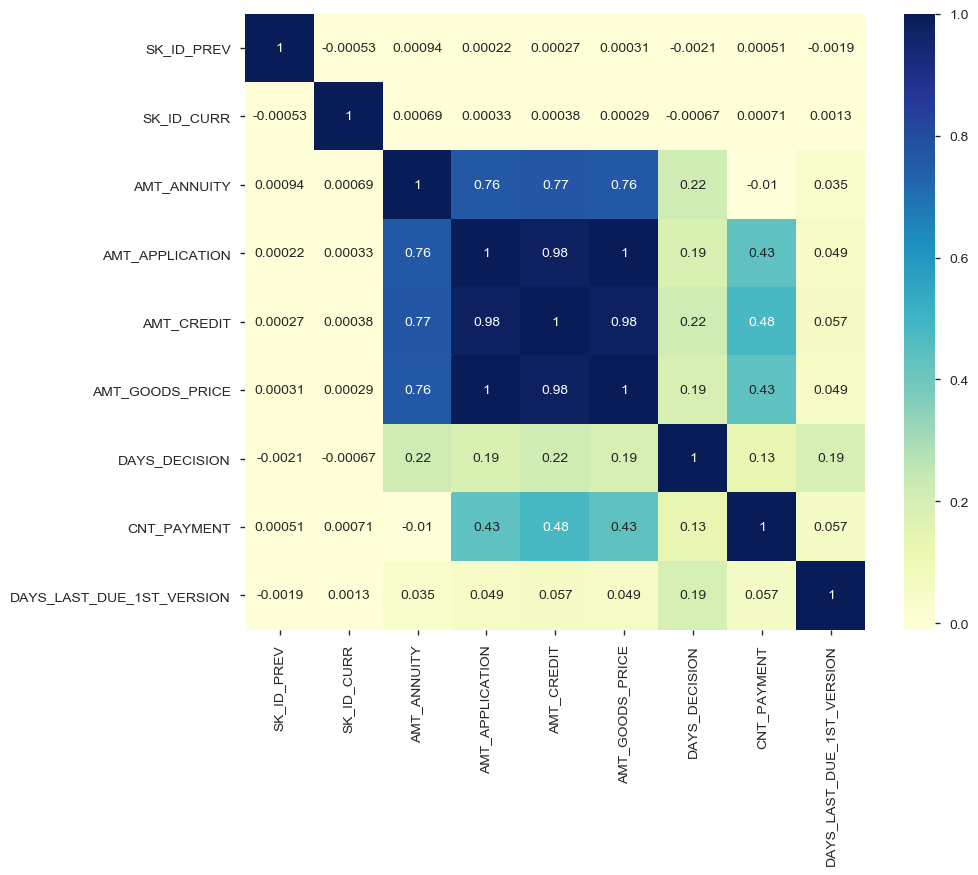 SK_ID_PREV 1 -0.00053 0.00094 0.00022 0.00027 0.00031 -0.0021 0.00051 -0.0019
SK_ID_CURR -0.00053 1 0.00069 0.00033 0.00038 0.00029 -0.00067 0.00071 0.0013
AMT_ANNUITY 0.00094 0.00069 1 0.76 0.77 0.76 0.22 -0.01 0.035
AMT_APPLICATION 0.00022 0.00033 0.76 1 0.98 1 0.19 0.43 0.049
AMT_CREDIT 0.00027 0.00038 0.77 0.98 1 0.98 0.22 0.48 0.057
AMT_GOODS_PRICE 0.00031 0.00029 0.76 1 0.98 1 0.19 0.43 0.049
DAYS_DECISION -0.0021 -0.00067 0.22 0.19 0.22 0.19 1 0.13 0.19
CNT_PAYMENT 0.00051 0.00071 -0.01 0.43 0.48 0.43 0.13 1 0.057
DAYS_LAST_DUE_1ST_VERSION -0.0019 0.0013 0.035 0.049 0.057 0.049 0.19 0.057 1
SK_ID_PREV
SK_ID_CURR
AMT_ANNUITY
AMT_APPLICATION
AMT_CREDIT
AMT_GOODS_PRICE
DAYS_DECISION
CNT_PAYMENT
DAYS_LAST_DUE_1ST_VERSION
1.0
0.8
0.6
0.4
0.2
0.0